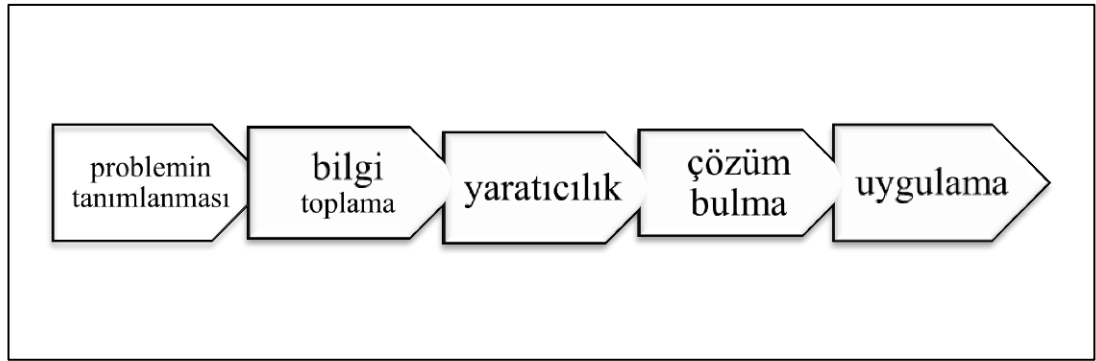 problemin
tanımlanması
bilgi
toplama
yaratıcılık
çözüm
bulma
uygulama